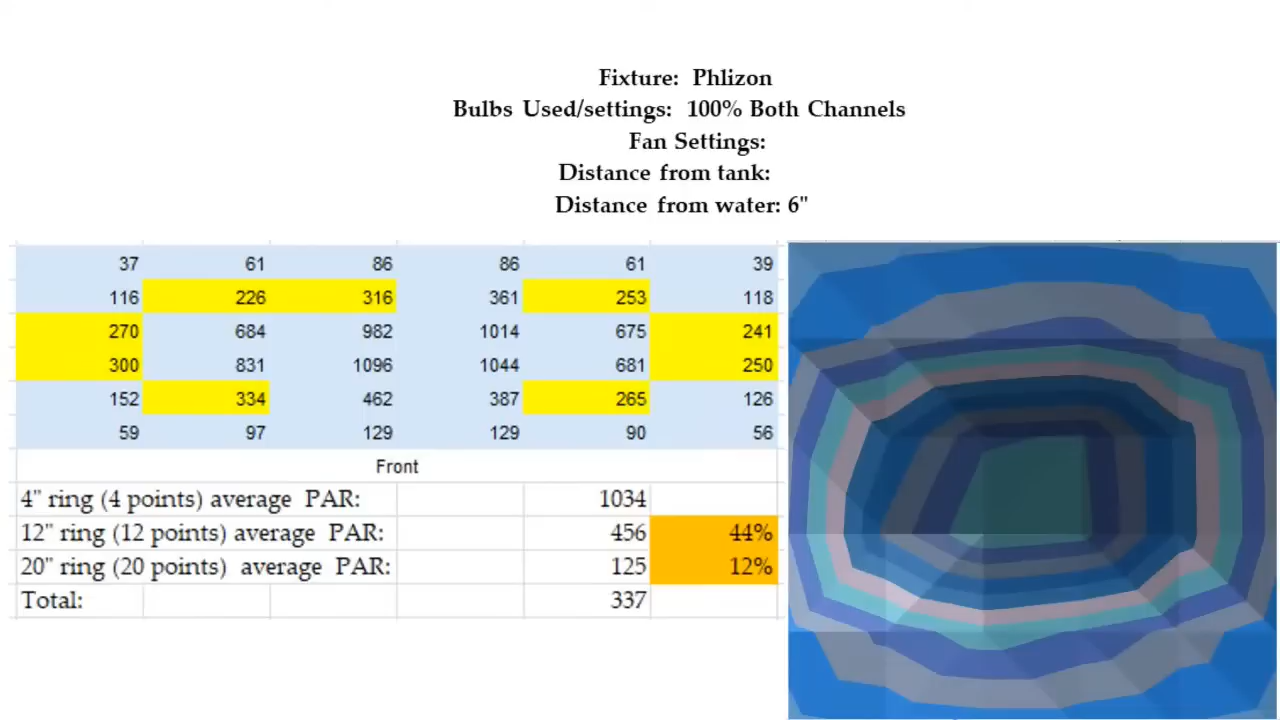 Fixture: Phlizon
Bulbs Used/settings: 100% Both Channels
Fan Settings:
Distance from tank:
Distance from water: 6"
37 61 86 86 61 39
116 226 316 361 253 118
270 684 982 1014 675 241
300 831 1096 1044 681 250
152 334 462 387 265 126
59 97 129 129 90 56
Front
4" ring (4 points) average PAR: 1034
12" ring (12 points) average PAR: 456 44%
20" ring (20 points) average PAR: 125 12%
Total: 337